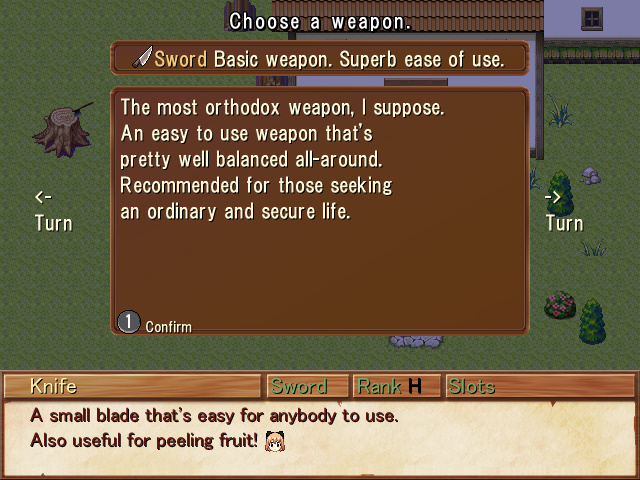 Choose a weapon.
Sword Basic weapon. Superb ease of use.
The most orthodox weapon, I suppose.
An easy to use weapon that's
pretty well balanced all-around.
Recommended for those seeking
an ordinary and secure life.
<-
Turn
->
Turn
1 Confirm
Knife Sword Rank H Slots
A small blade that's easy for anybody to use.
Also useful for peeling fruit!